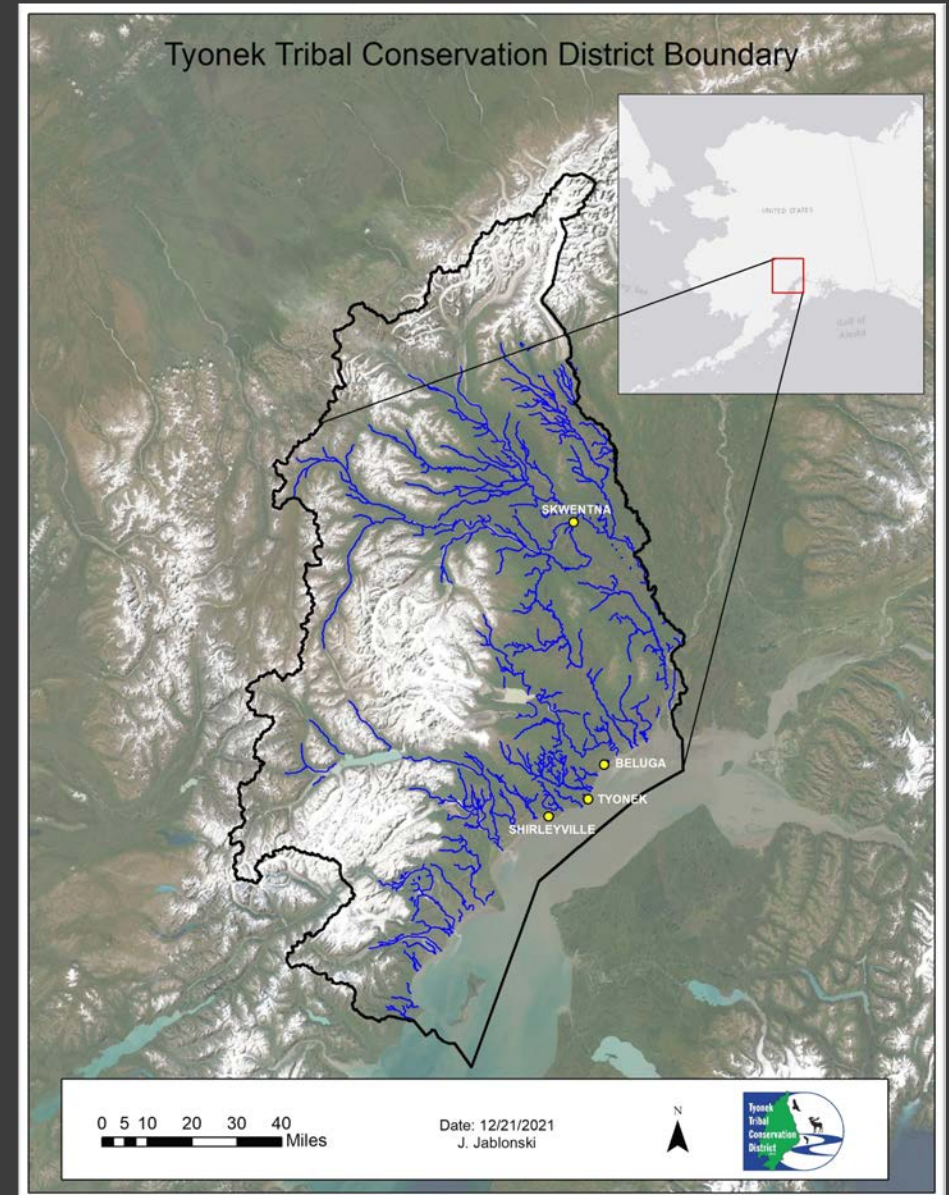 Tyonek Tribal Conservation District Boundary
UNITED STATES
Gulf of
Alaska
SKWENTNA
BELUGA
TYONEK
SHIRLEYVILLE
0 5 10 20 30 40
Miles
Date: 12/21/2021
J. Jablonski
N
Tyonek
Tribal
Conservation
District